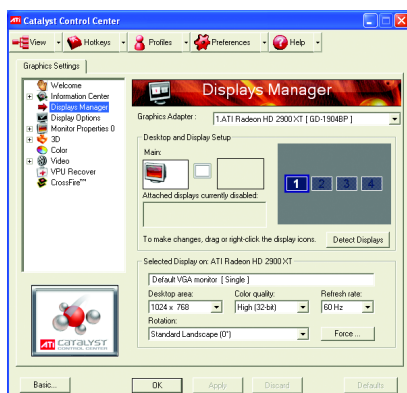 ATI Catalyst Control Center
View Hotkeys Profiles Preferences Help
Graphics Settings
Welcome
Information Center
Displays Manager
Display Options
Monitor Properties 0
3D
Color
Video
VPU Recover
CrossFire™
Displays Manager
Graphics Adapter : 1.ATI Radeon HD 2900 XT [ GD-1904BP ]
Desktop and Display Setup
Main:
1 2 3 4
Attached displays currently disabled:
To make changes, drag or right-click the display icons. Detect Displays
Selected Display on: ATI Radeon HD 2900 XT
Default VGA monitor [ Single ]
Desktop area: Color quality: Refresh rate:
1024 x 768 High (32-bit) 60 Hz
Rotation:
Standard Landscape (0°) Force ...
ATI CATALYST
CONTROL CENTER
Basic... OK Apply Discard Defaults